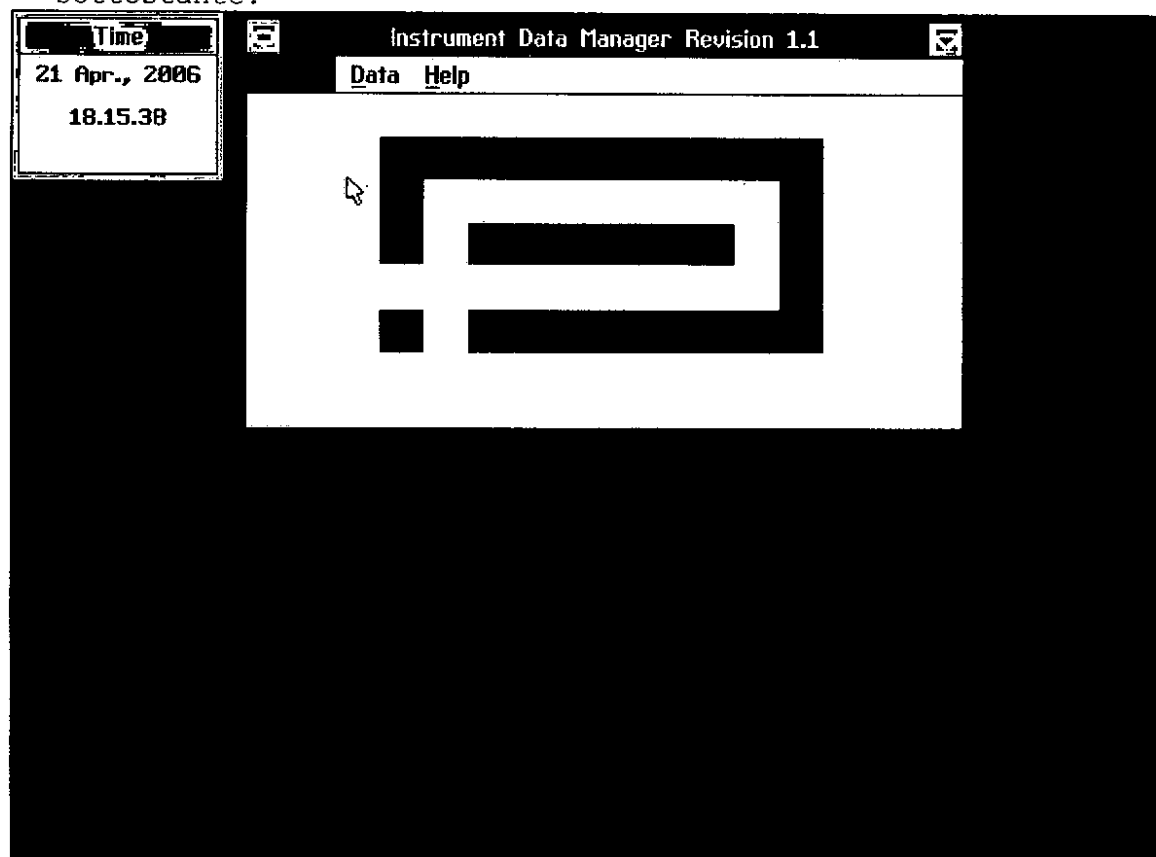 Time
21 Apr., 2006
18.15.38
Instrument Data Manager Revision 1.1
Data Help